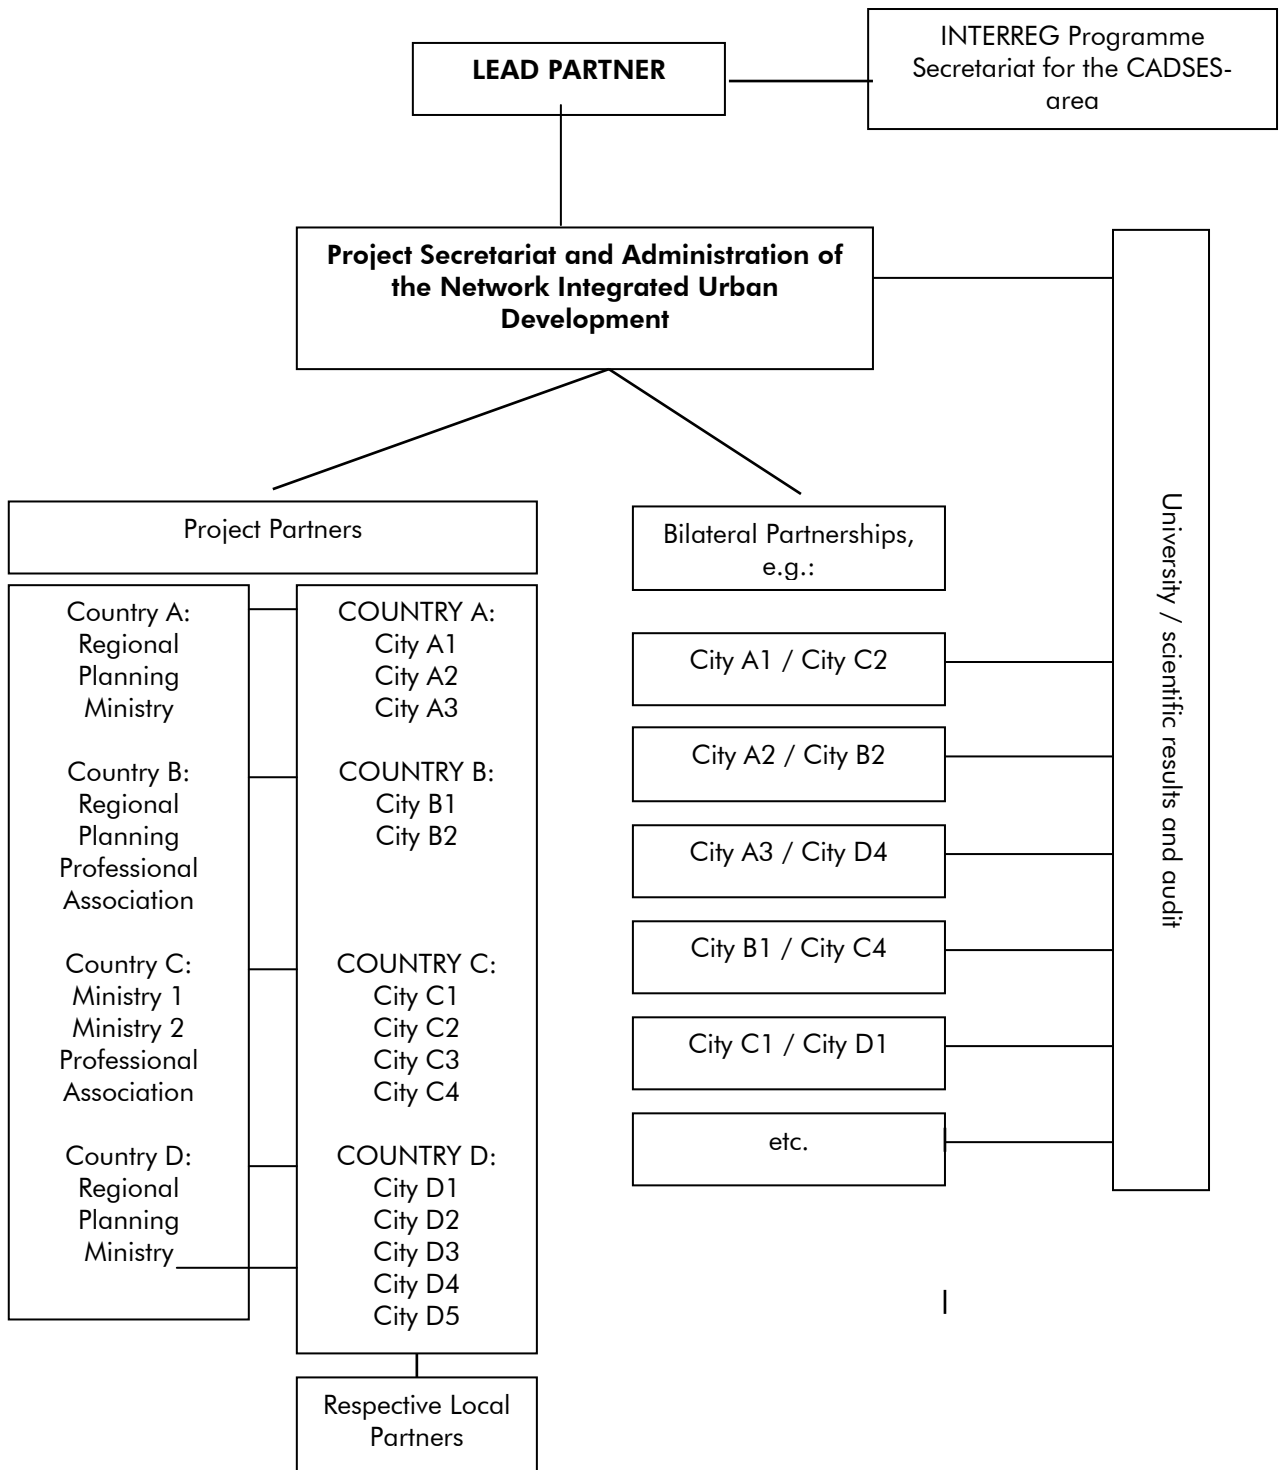 LEAD PARTNER
INTERREG Programme
Secretariat for the CADSES-
area
Project Secretariat and Administration of
the Network Integrated Urban
Development
Project Partners
Country A:
Regional
Planning
Ministry
Country B:
Regional
Planning
Professional
Association
Country C:
Ministry 1
Ministry 2
Professional
Association
Country D:
Regional
Planning
Ministry
COUNTRY A:
City A1
City A2
City A3
COUNTRY B:
City B1
City B2
COUNTRY C:
City C1
City C2
City C3
City C4
COUNTRY D:
City D1
City D2
City D3
City D4
City D5
Respective Local
Partners
Bilateral Partnerships,
e.g.:
City A1 / City C2
City A2 / City B2
City A3 / City D4
City B1 / City C4
City C1 / City D1
etc.
University / scientific results and audit